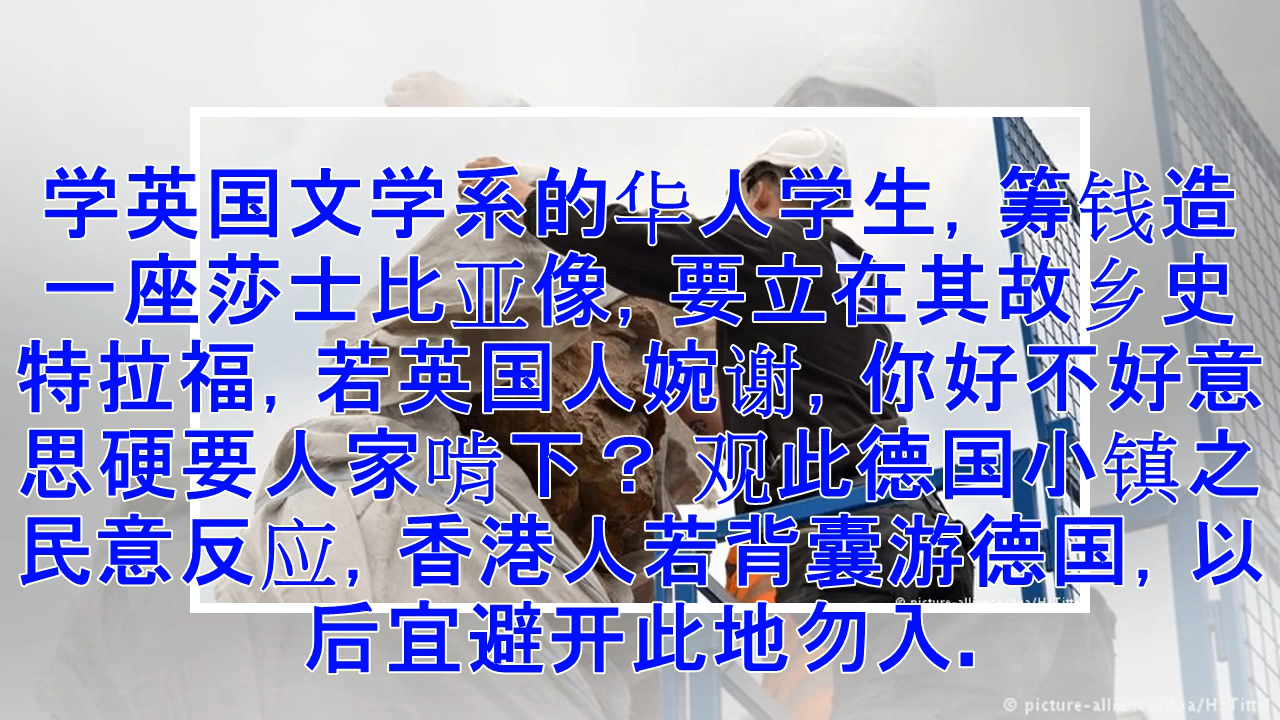 学英国文学系的华人学生, 筹钱造
一座莎士比亚像, 要立在其故乡史
特拉福, 若英国人婉谢, 你好不好意
思硬要人家啃下? 观此德国小镇之
民意反应, 香港人若背囊游德国, 以
后宜避开此地勿入.
© picture-alliance/dpa/H. Tittel